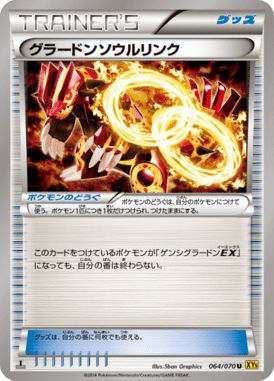 TRAINER'S
グッズ
グラードンソウルリンク
ポケモンのどうぐ
ポケモンのどうぐは、自分のポケモンにつけて
使う。ポケモン1匹につき1枚だけつけられ、つけたままにする。
このカードをつけているポケモンが「ゲンシグラードンEX」
になっても、自分の番は終わらない。
グッズは、自分の番に何枚でも使える。
Illus.5ban Graphics
064/070 U
XY5
©2014 Pokémon/Nintendo/Creatures/GAME FREAK.